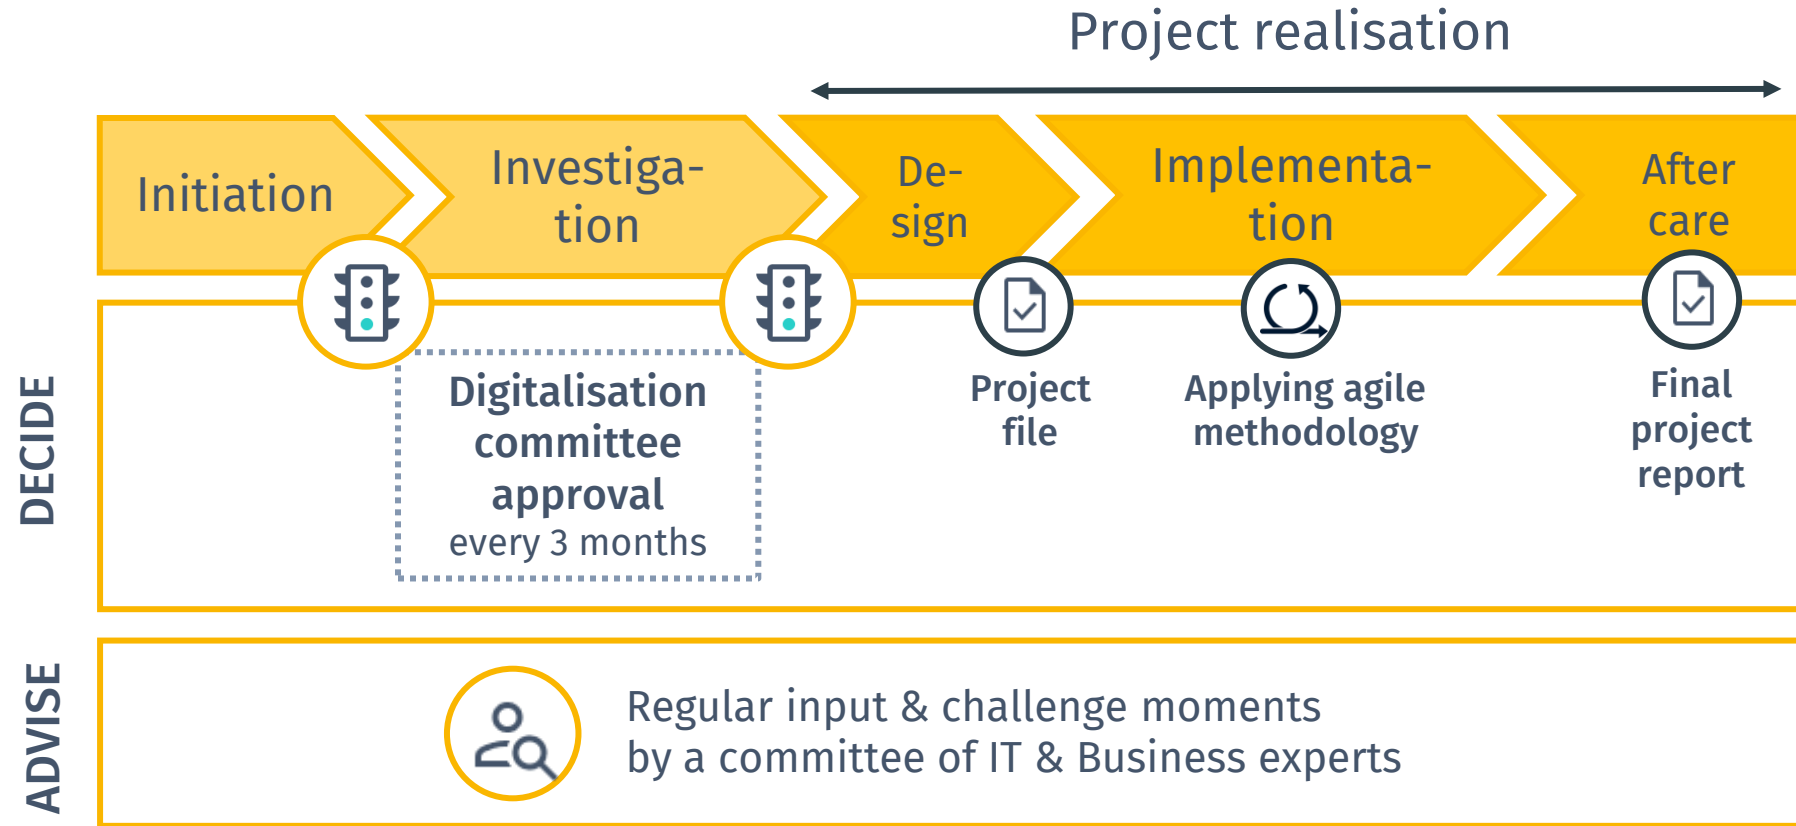 Project realisation
Initiation
Investiga-
tion
De-
sign
Implementa-
tion
After
care
DECIDE
Digitalisation
committee
approval
every 3 months
Project
file
Applying agile
methodology
Final
project
report
ADVISE
Regular input & challenge moments
by a committee of IT & Business experts